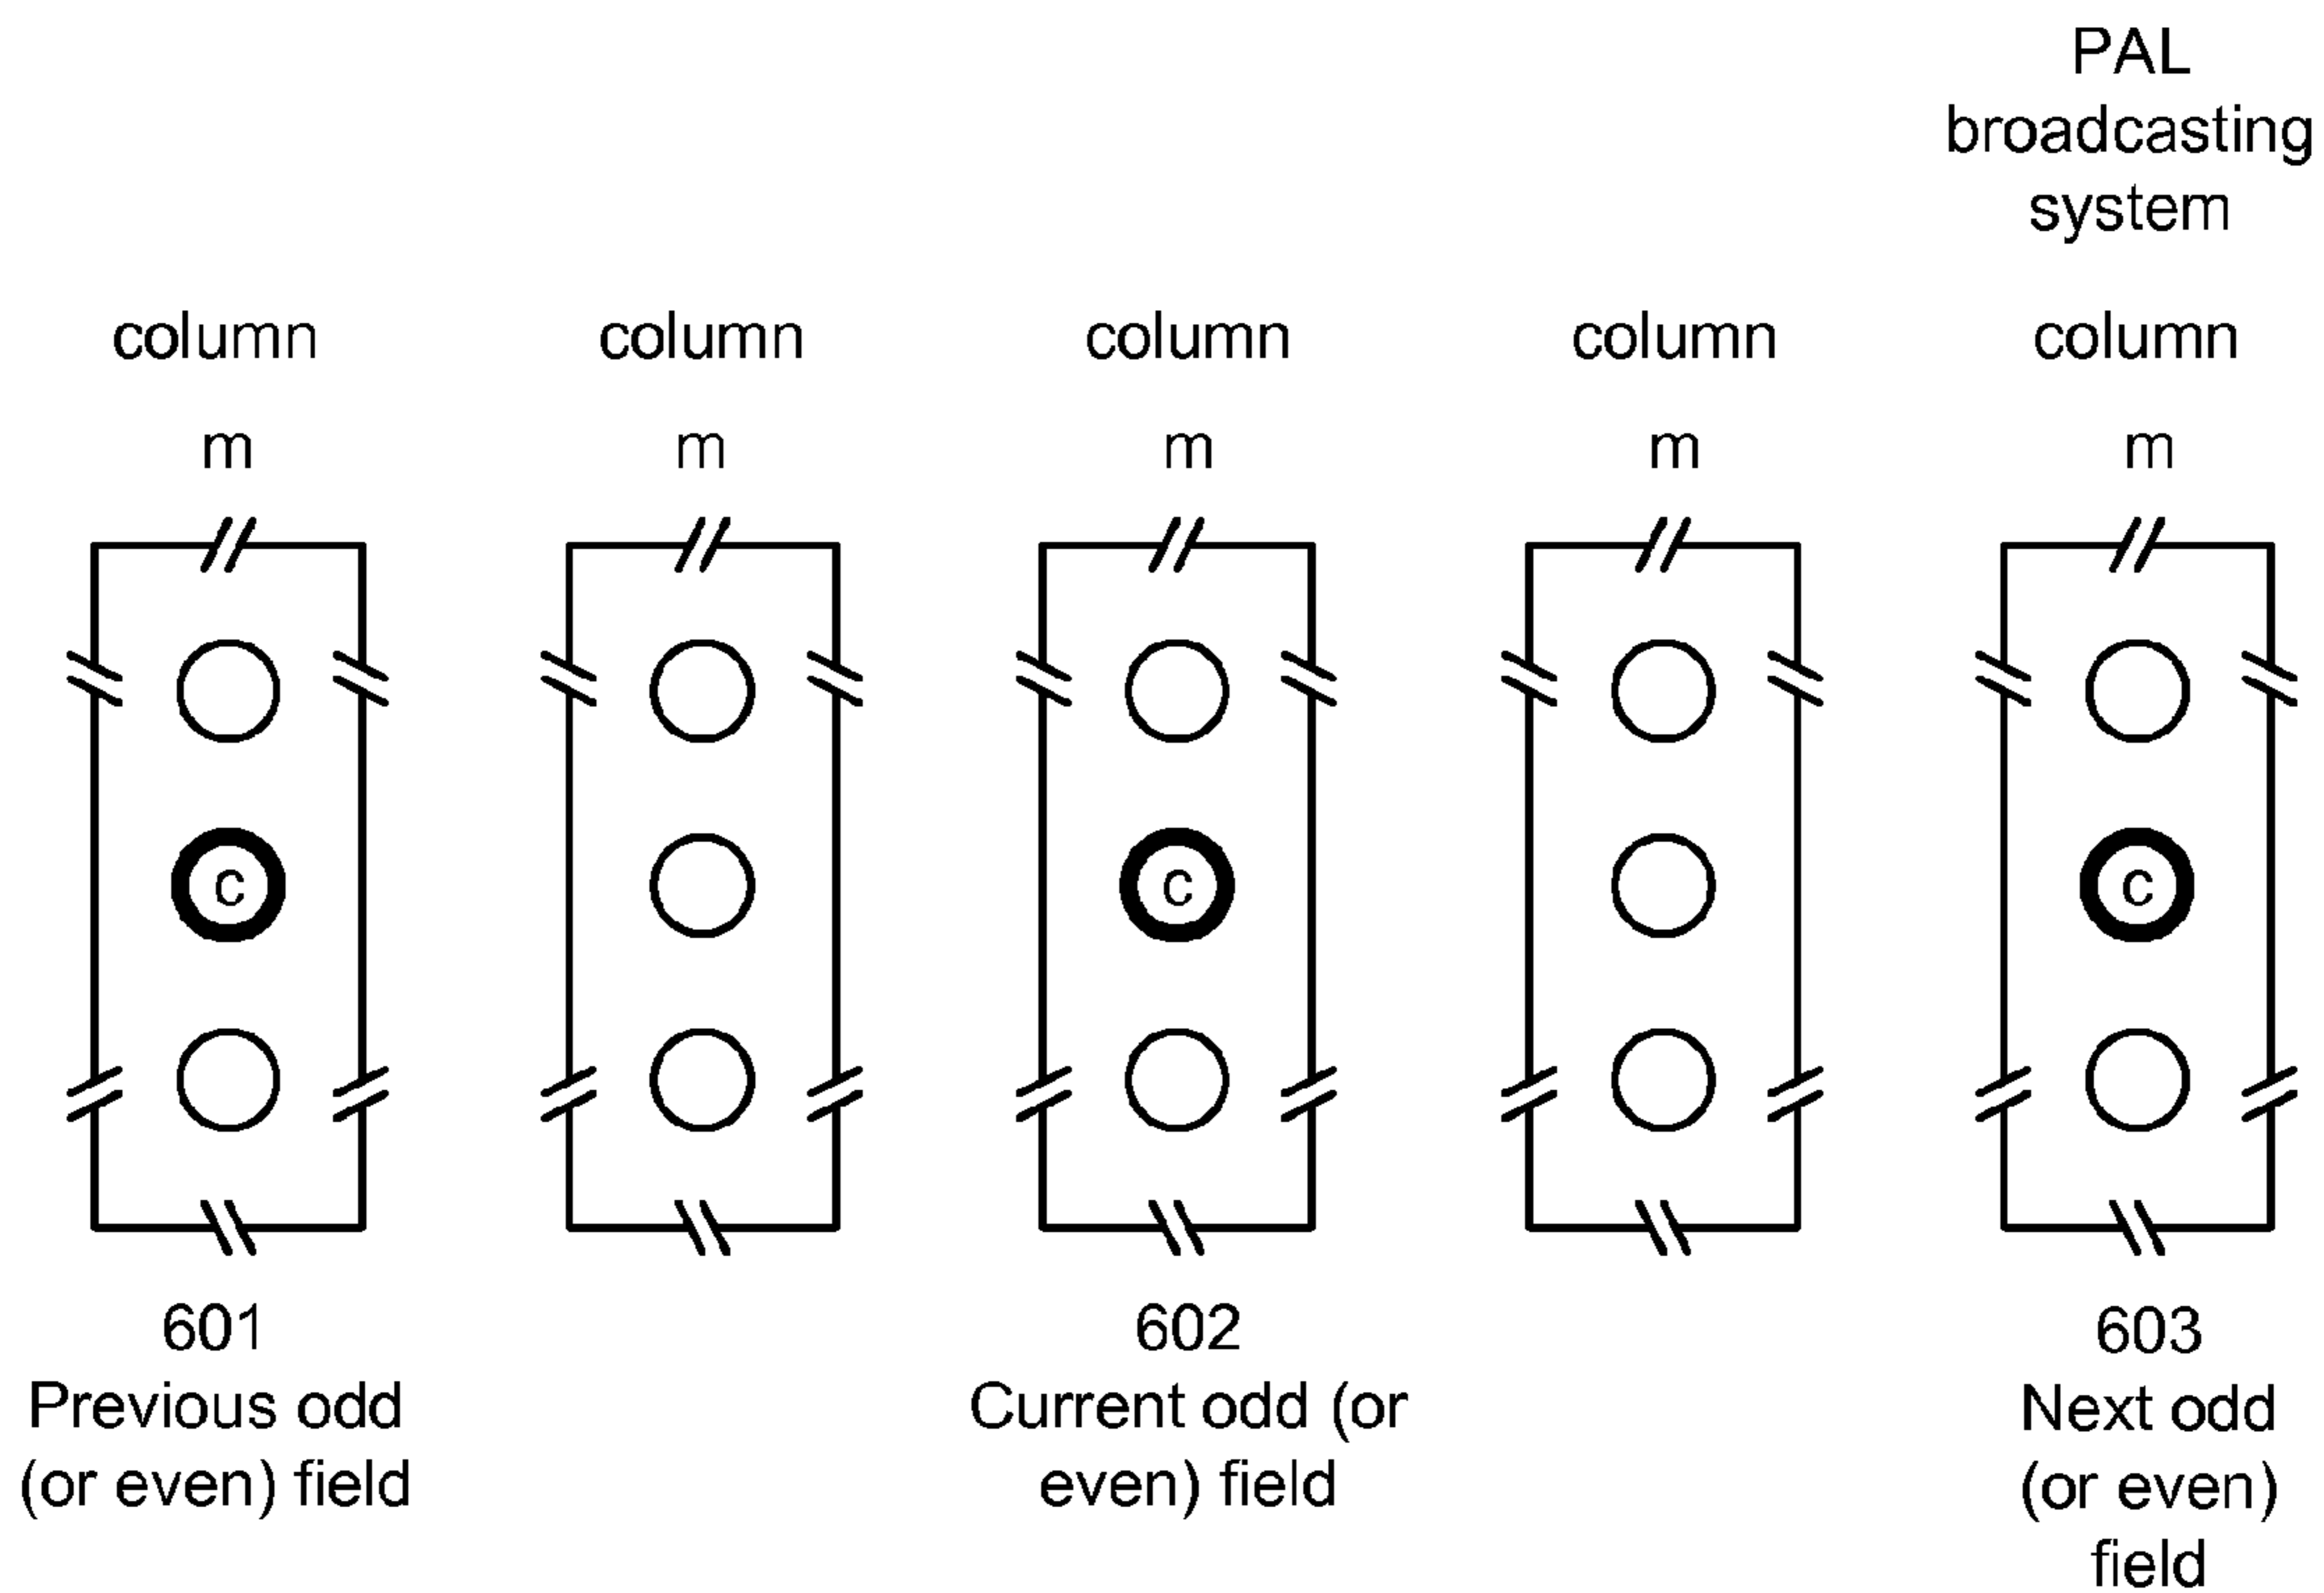 PAL
broadcasting
system
column column column column column
m m m m m
c c c
601 602 603
Previous odd Current odd (or Next odd
(or even) field even) field (or even)
field